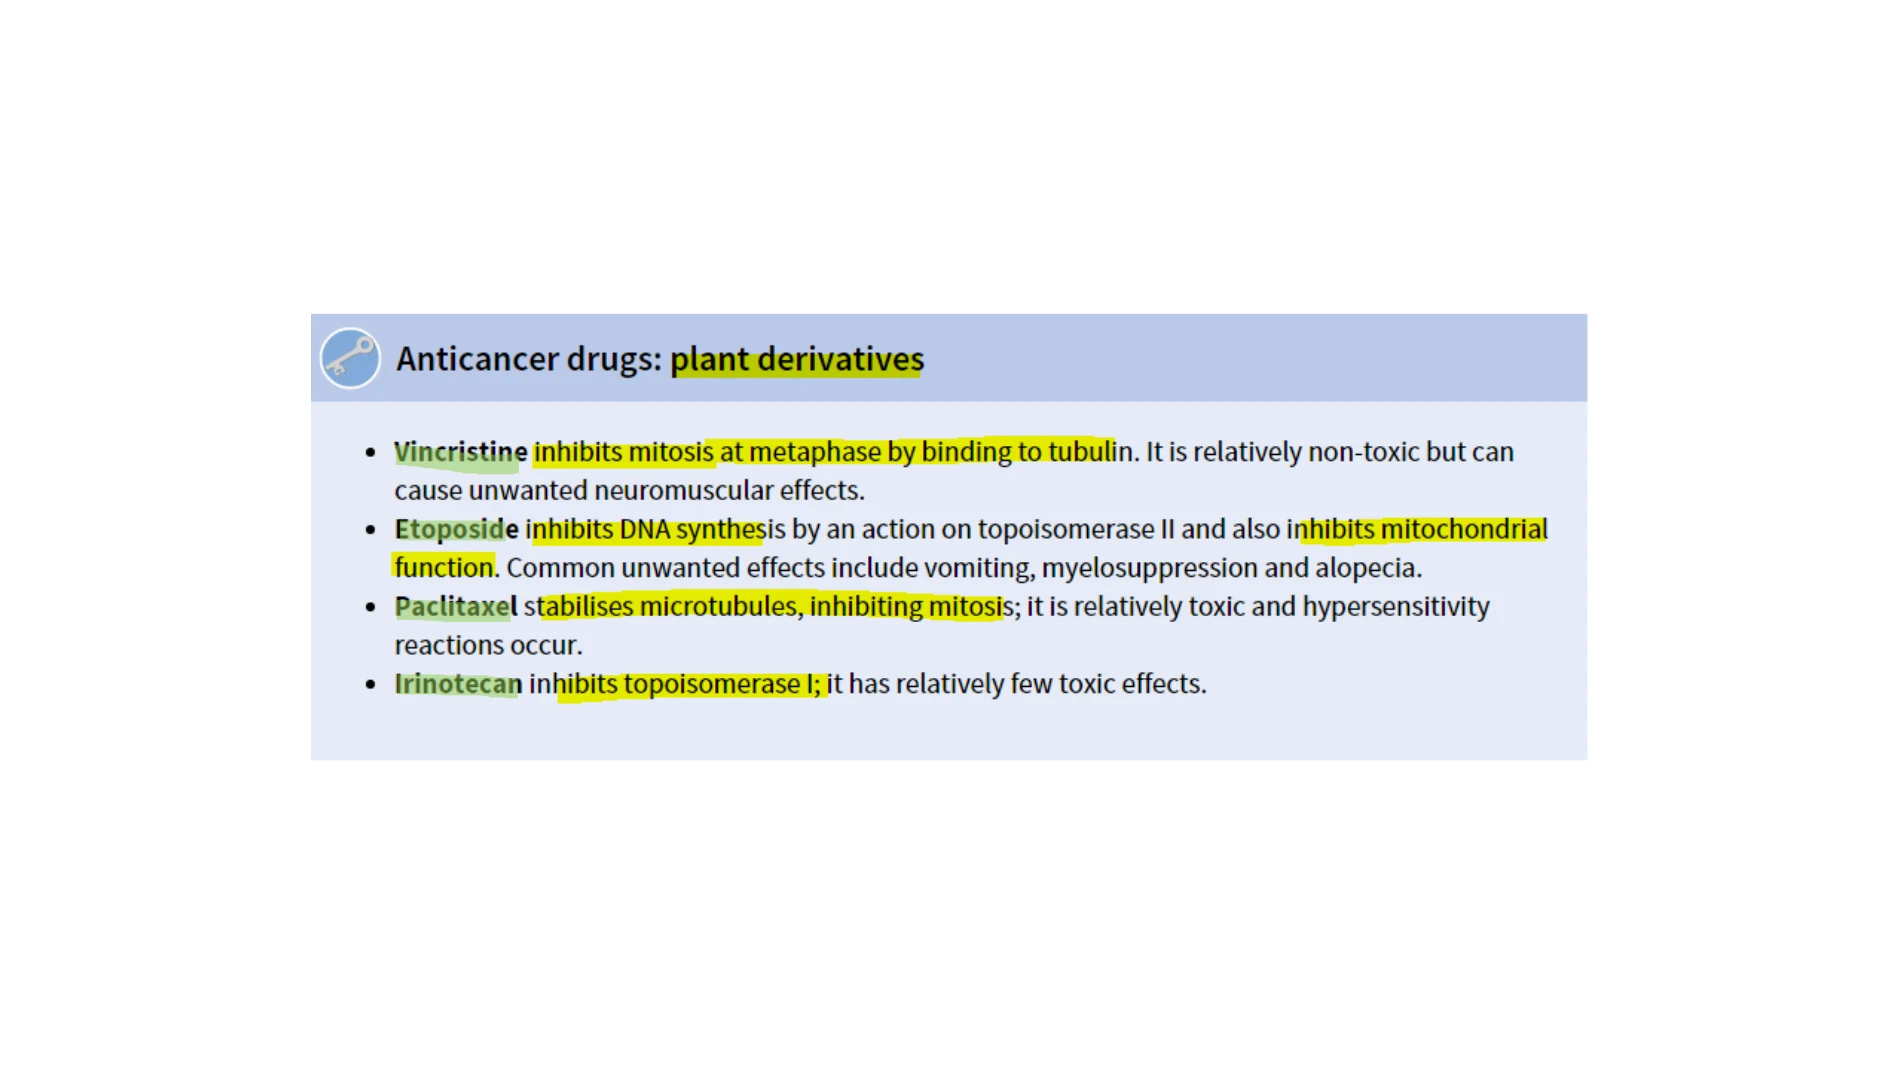 Anticancer drugs: plant derivatives
• Vincristine inhibits mitosis at metaphase by binding to tubulin. It is relatively non-toxic but can
cause unwanted neuromuscular effects.
• Etoposide inhibits DNA synthesis by an action on topoisomerase II and also inhibits mitochondrial
function. Common unwanted effects include vomiting, myelosuppression and alopecia.
• Paclitaxel stabilises microtubules, inhibiting mitosis; it is relatively toxic and hypersensitivity
reactions occur.
• Irinotecan inhibits topoisomerase I; it has relatively few toxic effects.